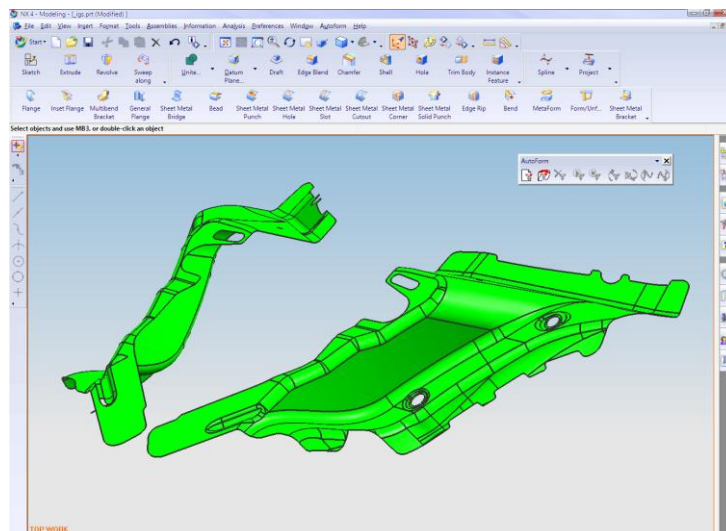 NX 4 - Modeling - [_igs.prt (Modified) ]
File Edit View Insert Format Tools Assemblies Information Analysis Preferences Window Autoform Help
Start
Sketch Extrude Revolve Sweep along Unite... Datum Plane... Draft Edge Blend Chamfer Shell Hole Trim Body Instance Feature Spline Project
Flange Inset Flange Multibend Bracket General Flange Sheet Metal Bridge Bead Sheet Metal Punch Sheet Metal Hole Sheet Metal Slot Sheet Metal Cutout Sheet Metal Corner Sheet Metal Solid Punch Edge Rip Bend MetaForm Form/Unf... Sheet Metal Bracket
Select objects and use MB3, or double-click an object
AutoForm
TOP WORK